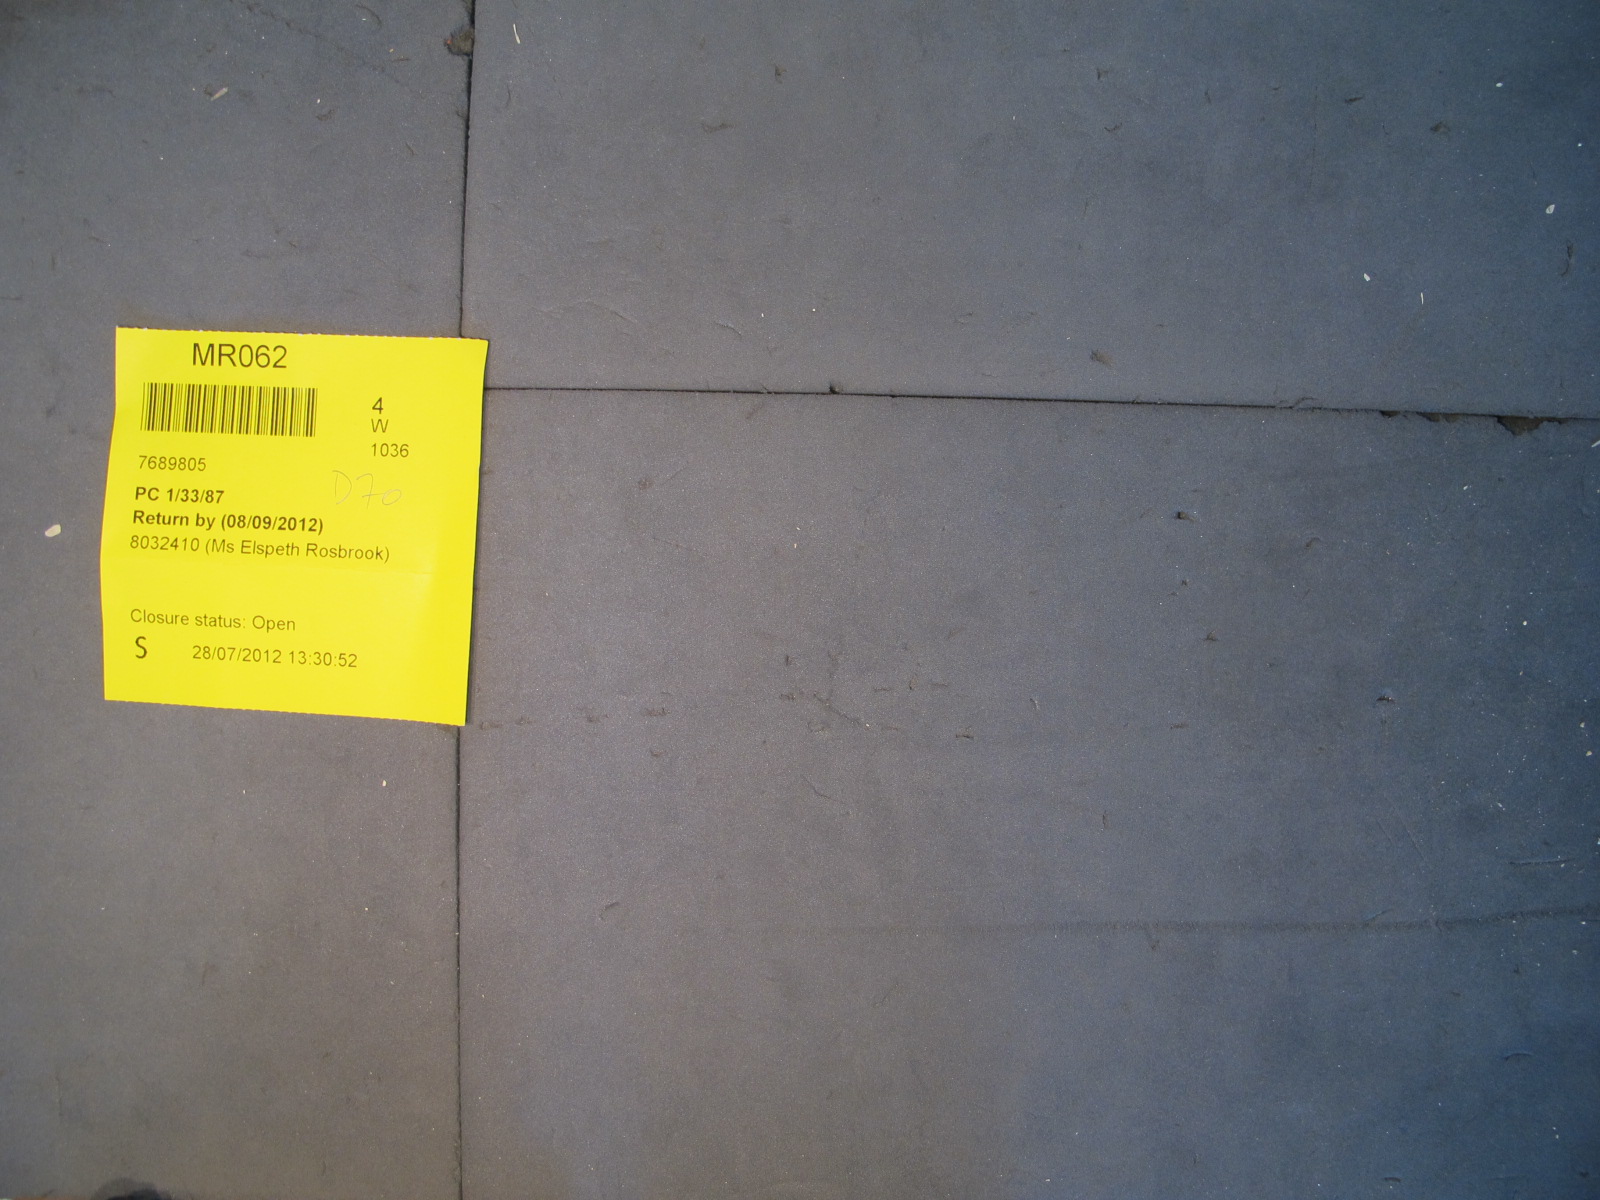 MR062
4
W
1036
7689805
D70
PC 1/33/87
Return by (08/09/2012)
8032410 (Ms Elspeth Rosbrook)
Closure status: Open
S 28/07/2012 13:30:52